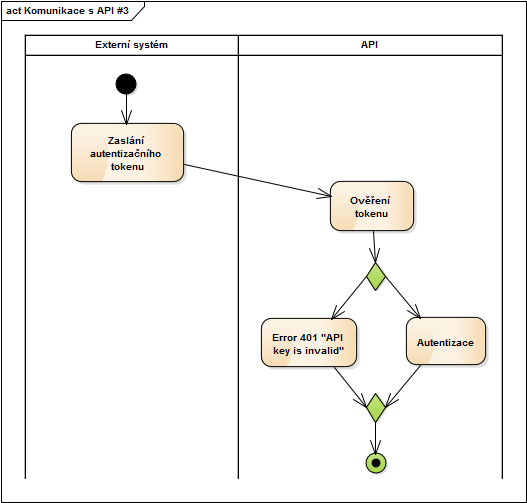 act Komunikace s API #3
Externí systém
API
Zaslání
autentizačního
tokenu
Ověření
tokenu
Error 401 "API
key is invalid"
Autentizace